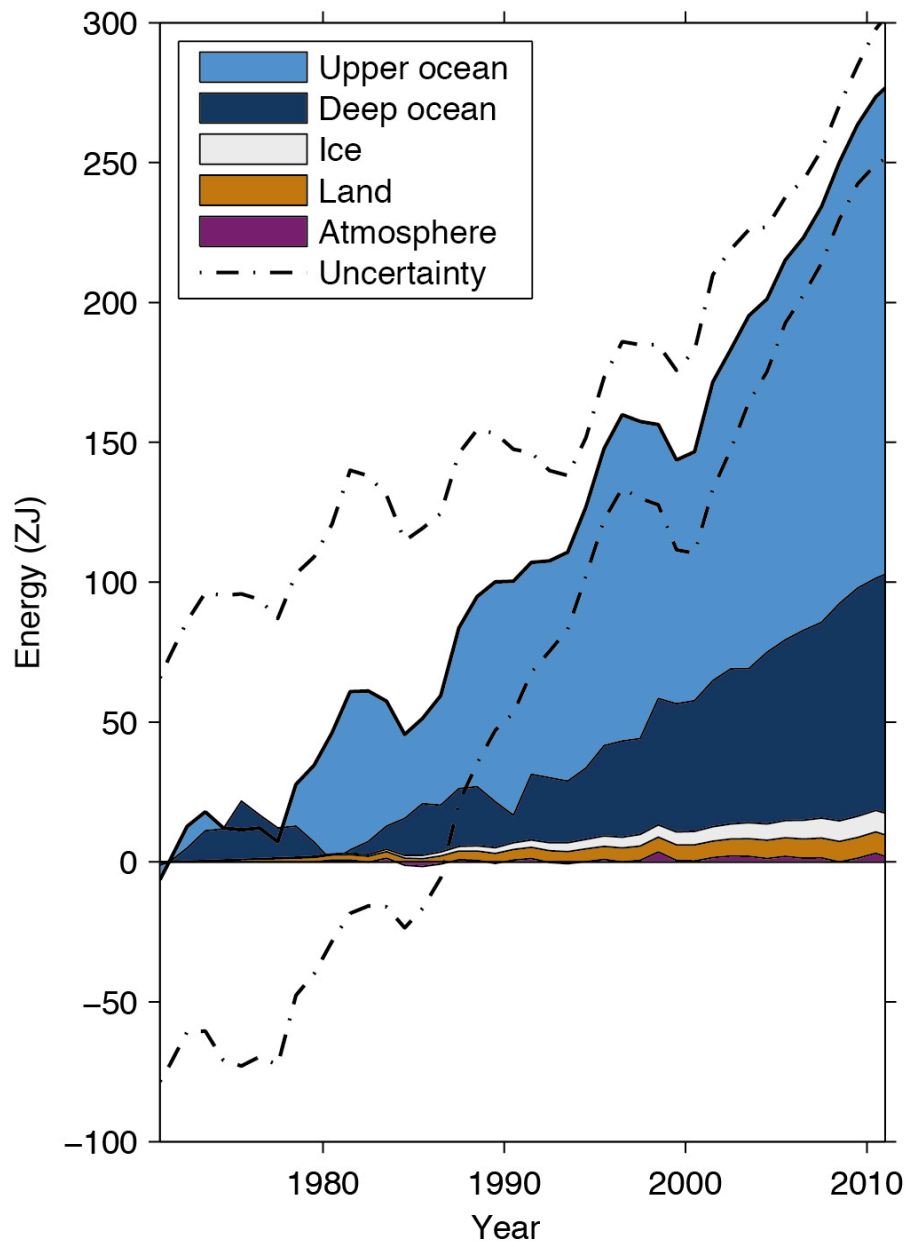 300
250
200
150
100
50
0
−50
−100
Energy (ZJ)
Upper ocean
Deep ocean
Ice
Land
Atmosphere
Uncertainty
1980
1990
2000
2010
Year